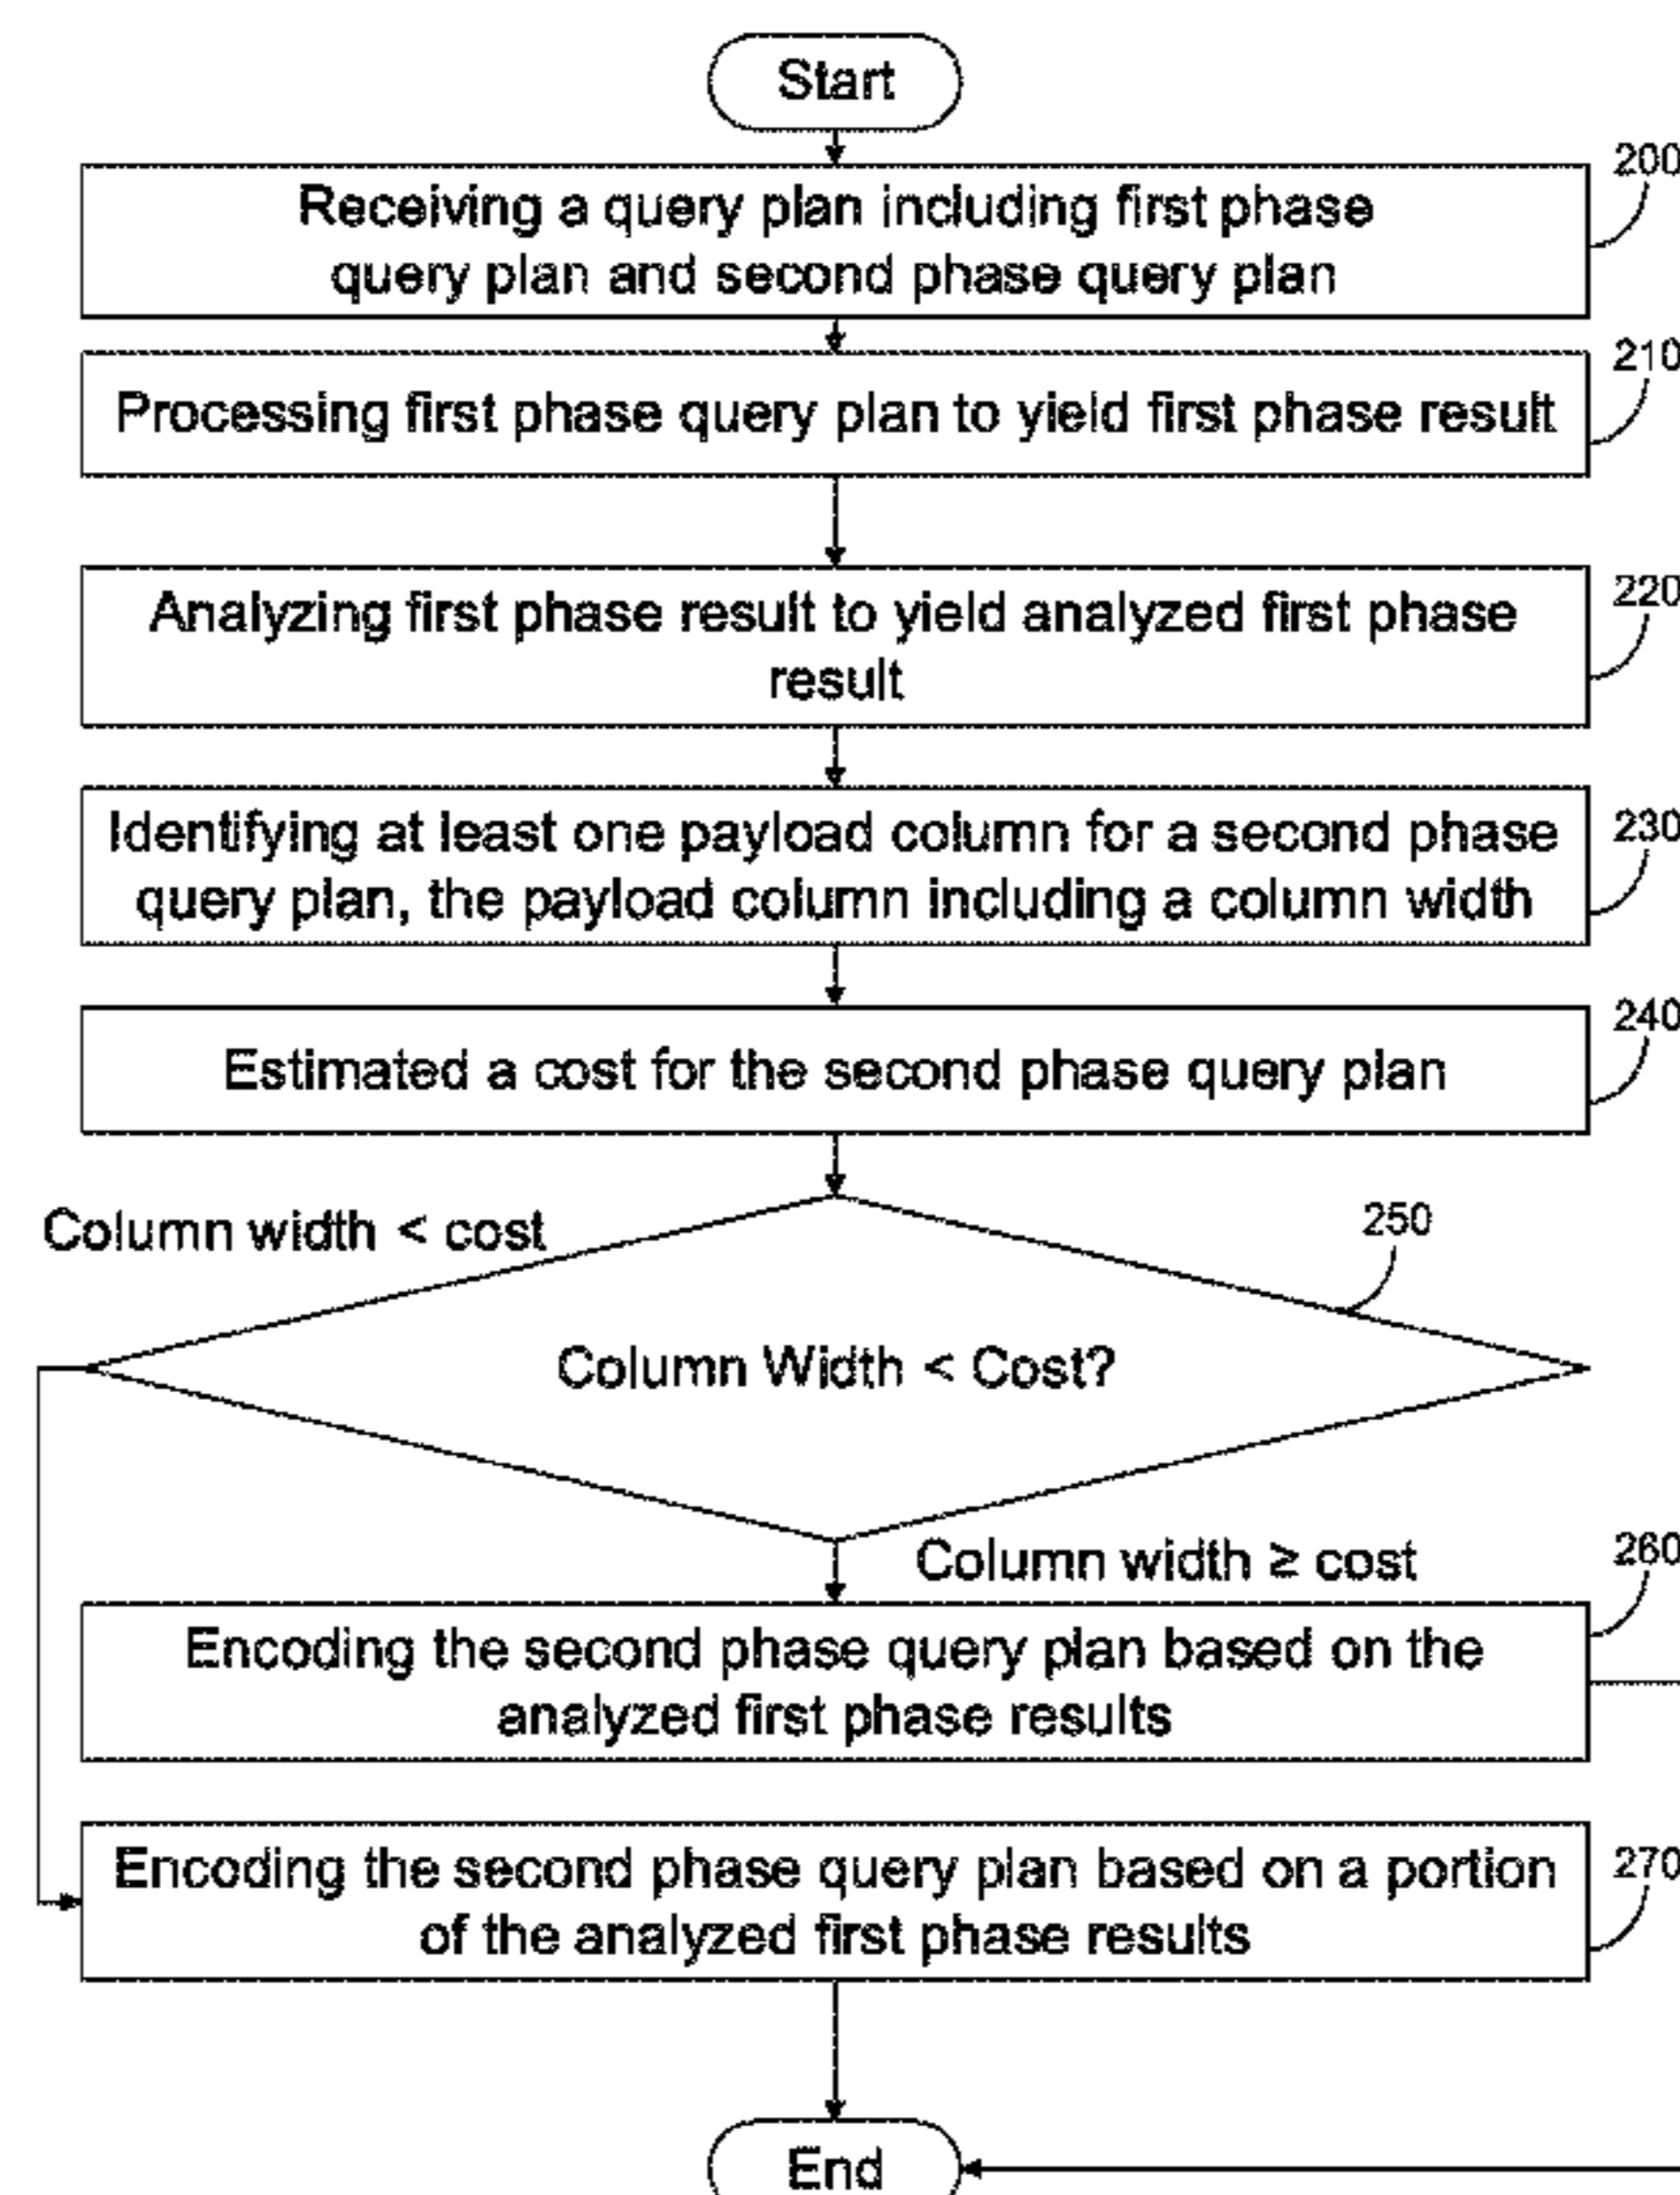 Start
200
Receiving a query plan including first phase
query plan and second phase query plan
210
Processing first phase query plan to yield first phase result
220
Analyzing first phase result to yield analyzed first phase
result
230
Identifying at least one payload column for a second phase
query plan, the payload column including a column width
240
Estimated a cost for the second phase query plan
Column width < cost
250
Column Width < Cost?
Column width ≥ cost
260
Encoding the second phase query plan based on the
analyzed first phase results
270
Encoding the second phase query plan based on a portion
of the analyzed first phase results
End